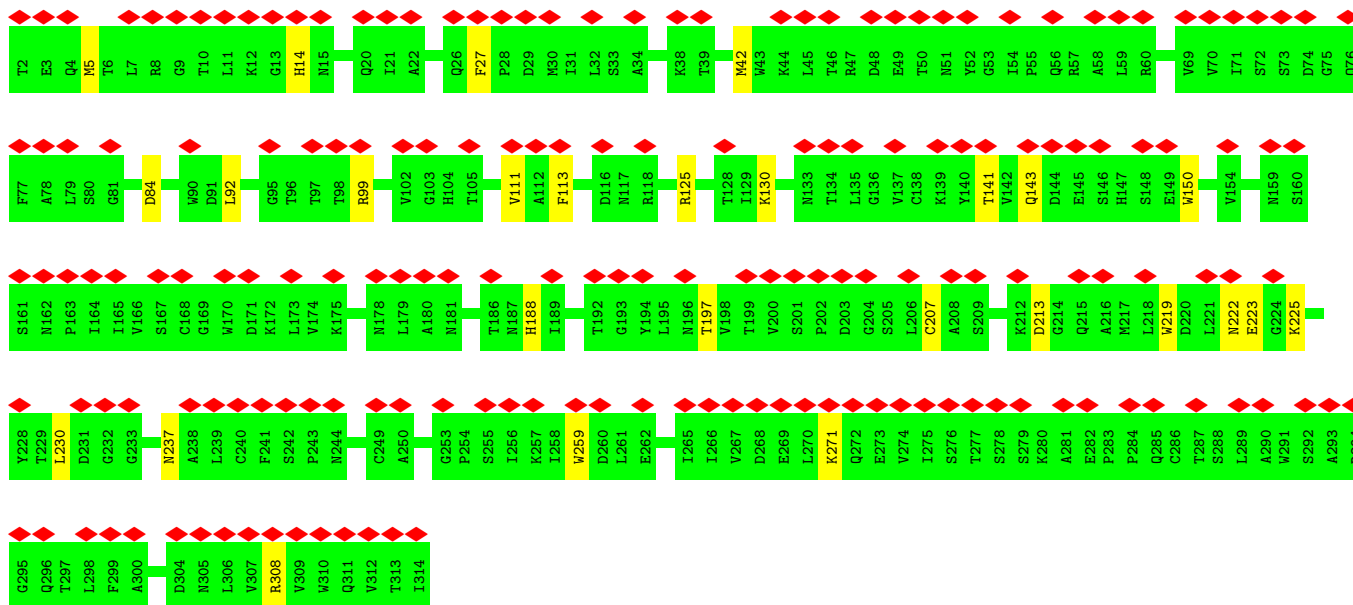 T2 E3 Q4 M5 T6 L7 R8 G9 T10 L11 K12 G13 H14 N15 Q20 I21 A22 Q26 F27 P28 D29 M30 I31 L32 S33 A34 K38 T39 M42 W43 K44 L45 T46 R47 D48 E49 T50 N51 Y52 G53 I54 P55 Q56 R57 A58 L59 R60 V69 V70 I71 S72 S73 D74 G75 Q76
F77 A78 L79 S80 G81 D84 W90 D91 L92 G95 T96 T97 T98 R99 V102 G103 H104 T105 V111 A112 F113 D116 N117 R118 R125 T128 I129 K130 N133 T134 L135 G136 V137 C138 K139 Y140 T141 V142 Q143 D144 E145 S146 H147 S148 E149 W150 V154 N159 S160
S161 N162 P163 I164 I165 V166 S167 C168 G169 W170 D171 K172 L173 V174 K175 N178 L179 A180 N181 T186 N187 H188 I189 T192 G193 Y194 L195 N196 T197 V198 T199 V200 S201 P202 D203 G204 S205 L206 C207 A208 S209 K212 D213 G214 Q215 A216 M217 L218 W219 D220 L221 N222 E223 G224 K225
Y228 T229 L230 D231 G232 G233 N237 A238 L239 C240 F241 S242 P243 N244 C249 A250 G253 P254 S255 I256 K257 I258 W259 D260 L261 E262 I265 I266 V267 D268 E269 L270 K271 Q272 E273 V274 I275 S276 T277 S278 S279 K280 A281 E282 P283 P284 Q285 C286 T287 S288 L289 A290 W291 S292 A293
G295 Q296 T297 L298 F299 A300 D304 N305 L306 V307 R308 V309 W310 Q311 V312 T313 I314